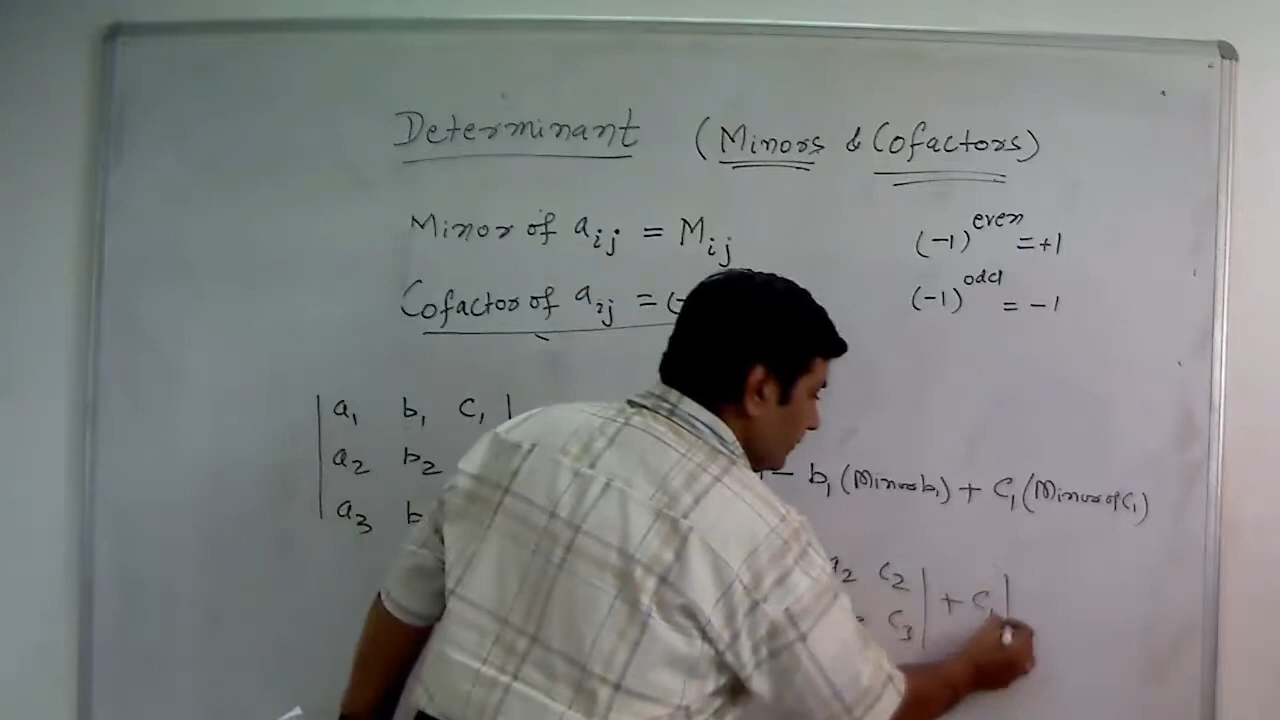 Determinant (Minors & Cofactors)
Minor of a_ij = M_ij
(-1)^even = +1
Cofactor of a_ij = (-
(-1)^odd = -1
| a₁ b₁ c₁ |
| a₂ b₂
| a₃ b
- b₁ (Minor b₁) + C₁ (Minor of C₁)
a₂ c₂ |
c₃ |
+ C₁ |